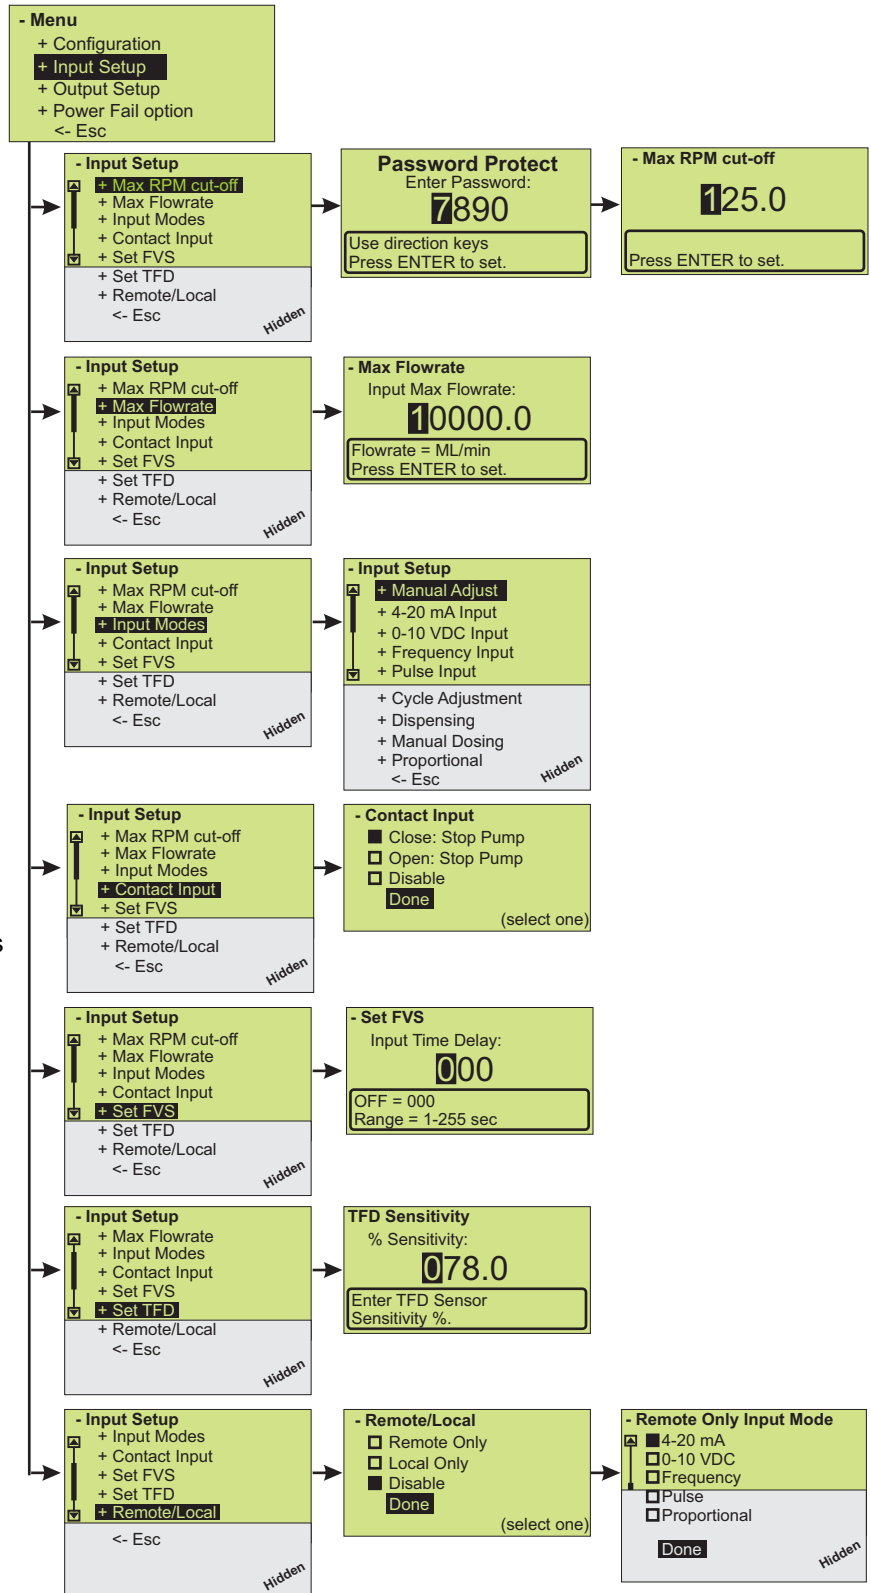 - Menu
+ Configuration
+ Input Setup
+ Output Setup
+ Power Fail option
<- Esc
- Input Setup
+ Max RPM cut-off
+ Max Flowrate
+ Input Modes
+ Contact Input
+ Set FVS
+ Set TFD
+ Remote/Local
<- Esc
Hidden
Password Protect
Enter Password:
7890
Use direction keys
Press ENTER to set.
- Max RPM cut-off
125.0
Press ENTER to set.
- Input Setup
+ Max RPM cut-off
+ Max Flowrate
+ Input Modes
+ Contact Input
+ Set FVS
+ Set TFD
+ Remote/Local
<- Esc
Hidden
- Max Flowrate
Input Max Flowrate:
10000.0
Flowrate = ML/min
Press ENTER to set.
- Input Setup
+ Max RPM cut-off
+ Max Flowrate
+ Input Modes
+ Contact Input
+ Set FVS
+ Set TFD
+ Remote/Local
<- Esc
Hidden
- Input Setup
+ Manual Adjust
+ 4-20 mA Input
+ 0-10 VDC Input
+ Frequency Input
+ Pulse Input
+ Cycle Adjustment
+ Dispensing
+ Manual Dosing
+ Proportional
<- Esc
Hidden
- Input Setup
+ Max RPM cut-off
+ Max Flowrate
+ Input Modes
+ Contact Input
+ Set FVS
+ Set TFD
+ Remote/Local
<- Esc
Hidden
- Contact Input
Close: Stop Pump
Open: Stop Pump
Disable
Done
(select one)
s
- Input Setup
+ Max RPM cut-off
+ Max Flowrate
+ Input Modes
+ Contact Input
+ Set FVS
+ Set TFD
+ Remote/Local
<- Esc
Hidden
- Set FVS
Input Time Delay:
000
OFF = 000
Range = 1-255 sec
- Input Setup
+ Max Flowrate
+ Input Modes
+ Contact Input
+ Set FVS
+ Set TFD
+ Remote/Local
<- Esc
Hidden
TFD Sensitivity
% Sensitivity:
078.0
Enter TFD Sensor
Sensitivity %.
- Input Setup
+ Input Modes
+ Contact Input
+ Set FVS
+ Set TFD
+ Remote/Local
<- Esc
Hidden
- Remote/Local
Remote Only
Local Only
Disable
Done
(select one)
- Remote Only Input Mode
4-20 mA
0-10 VDC
Frequency
Pulse
Proportional
Done
Hidden